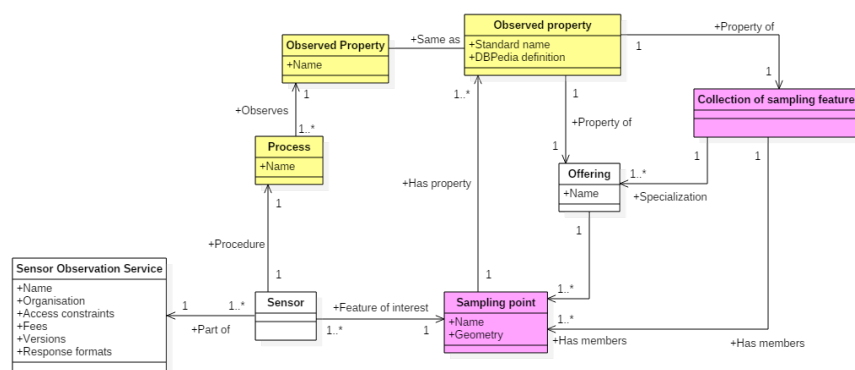 Observed property
+Standard name
+DBPedia definition
+Property of
1
1
Observed Property
+Name
+Same as
1
1..*
+Observes
1..*
1
+Property of
1
Collection of sampling feature
1
1
Process
+Name
1
+Has property
Offering
+Name
1..*
+Specialization
1
+Procedure
1
1
Sensor Observation Service
+Name
+Organisation
+Access constraints
+Fees
+Versions
+Response formats
1
1..*
+Part of
Sensor
+Feature of interest
1..*
1
Sampling point
+Name
+Geometry
1..*
1..*
+Has members
+Has members